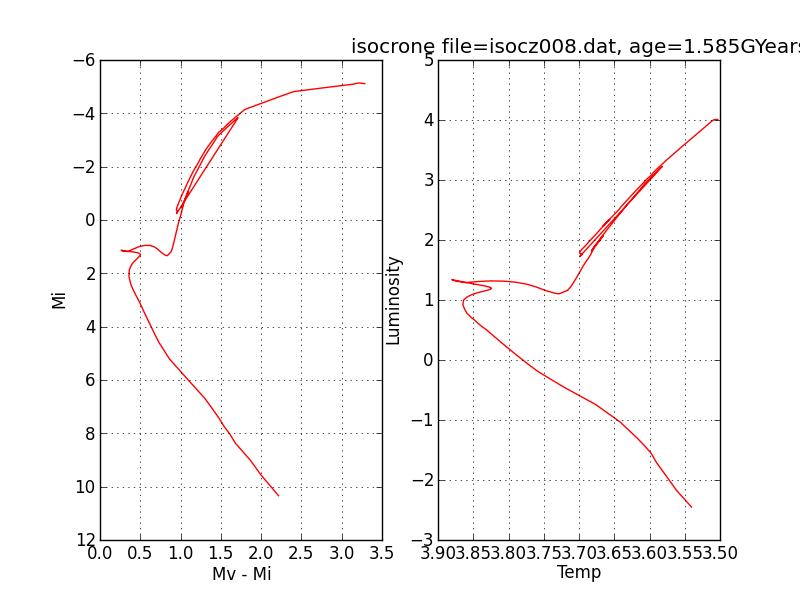 isocrone file=isocz008.dat, age=1.585GYears
−6
−4
−2
0
2
4
6
8
10
12
Mi
0.0 0.5 1.0 1.5 2.0 2.5 3.0 3.5
Mv - Mi
5
4
3
2
1
0
−1
−2
−3
Luminosity
3.90 3.85 3.80 3.75 3.70 3.65 3.60 3.55 3.50
Temp